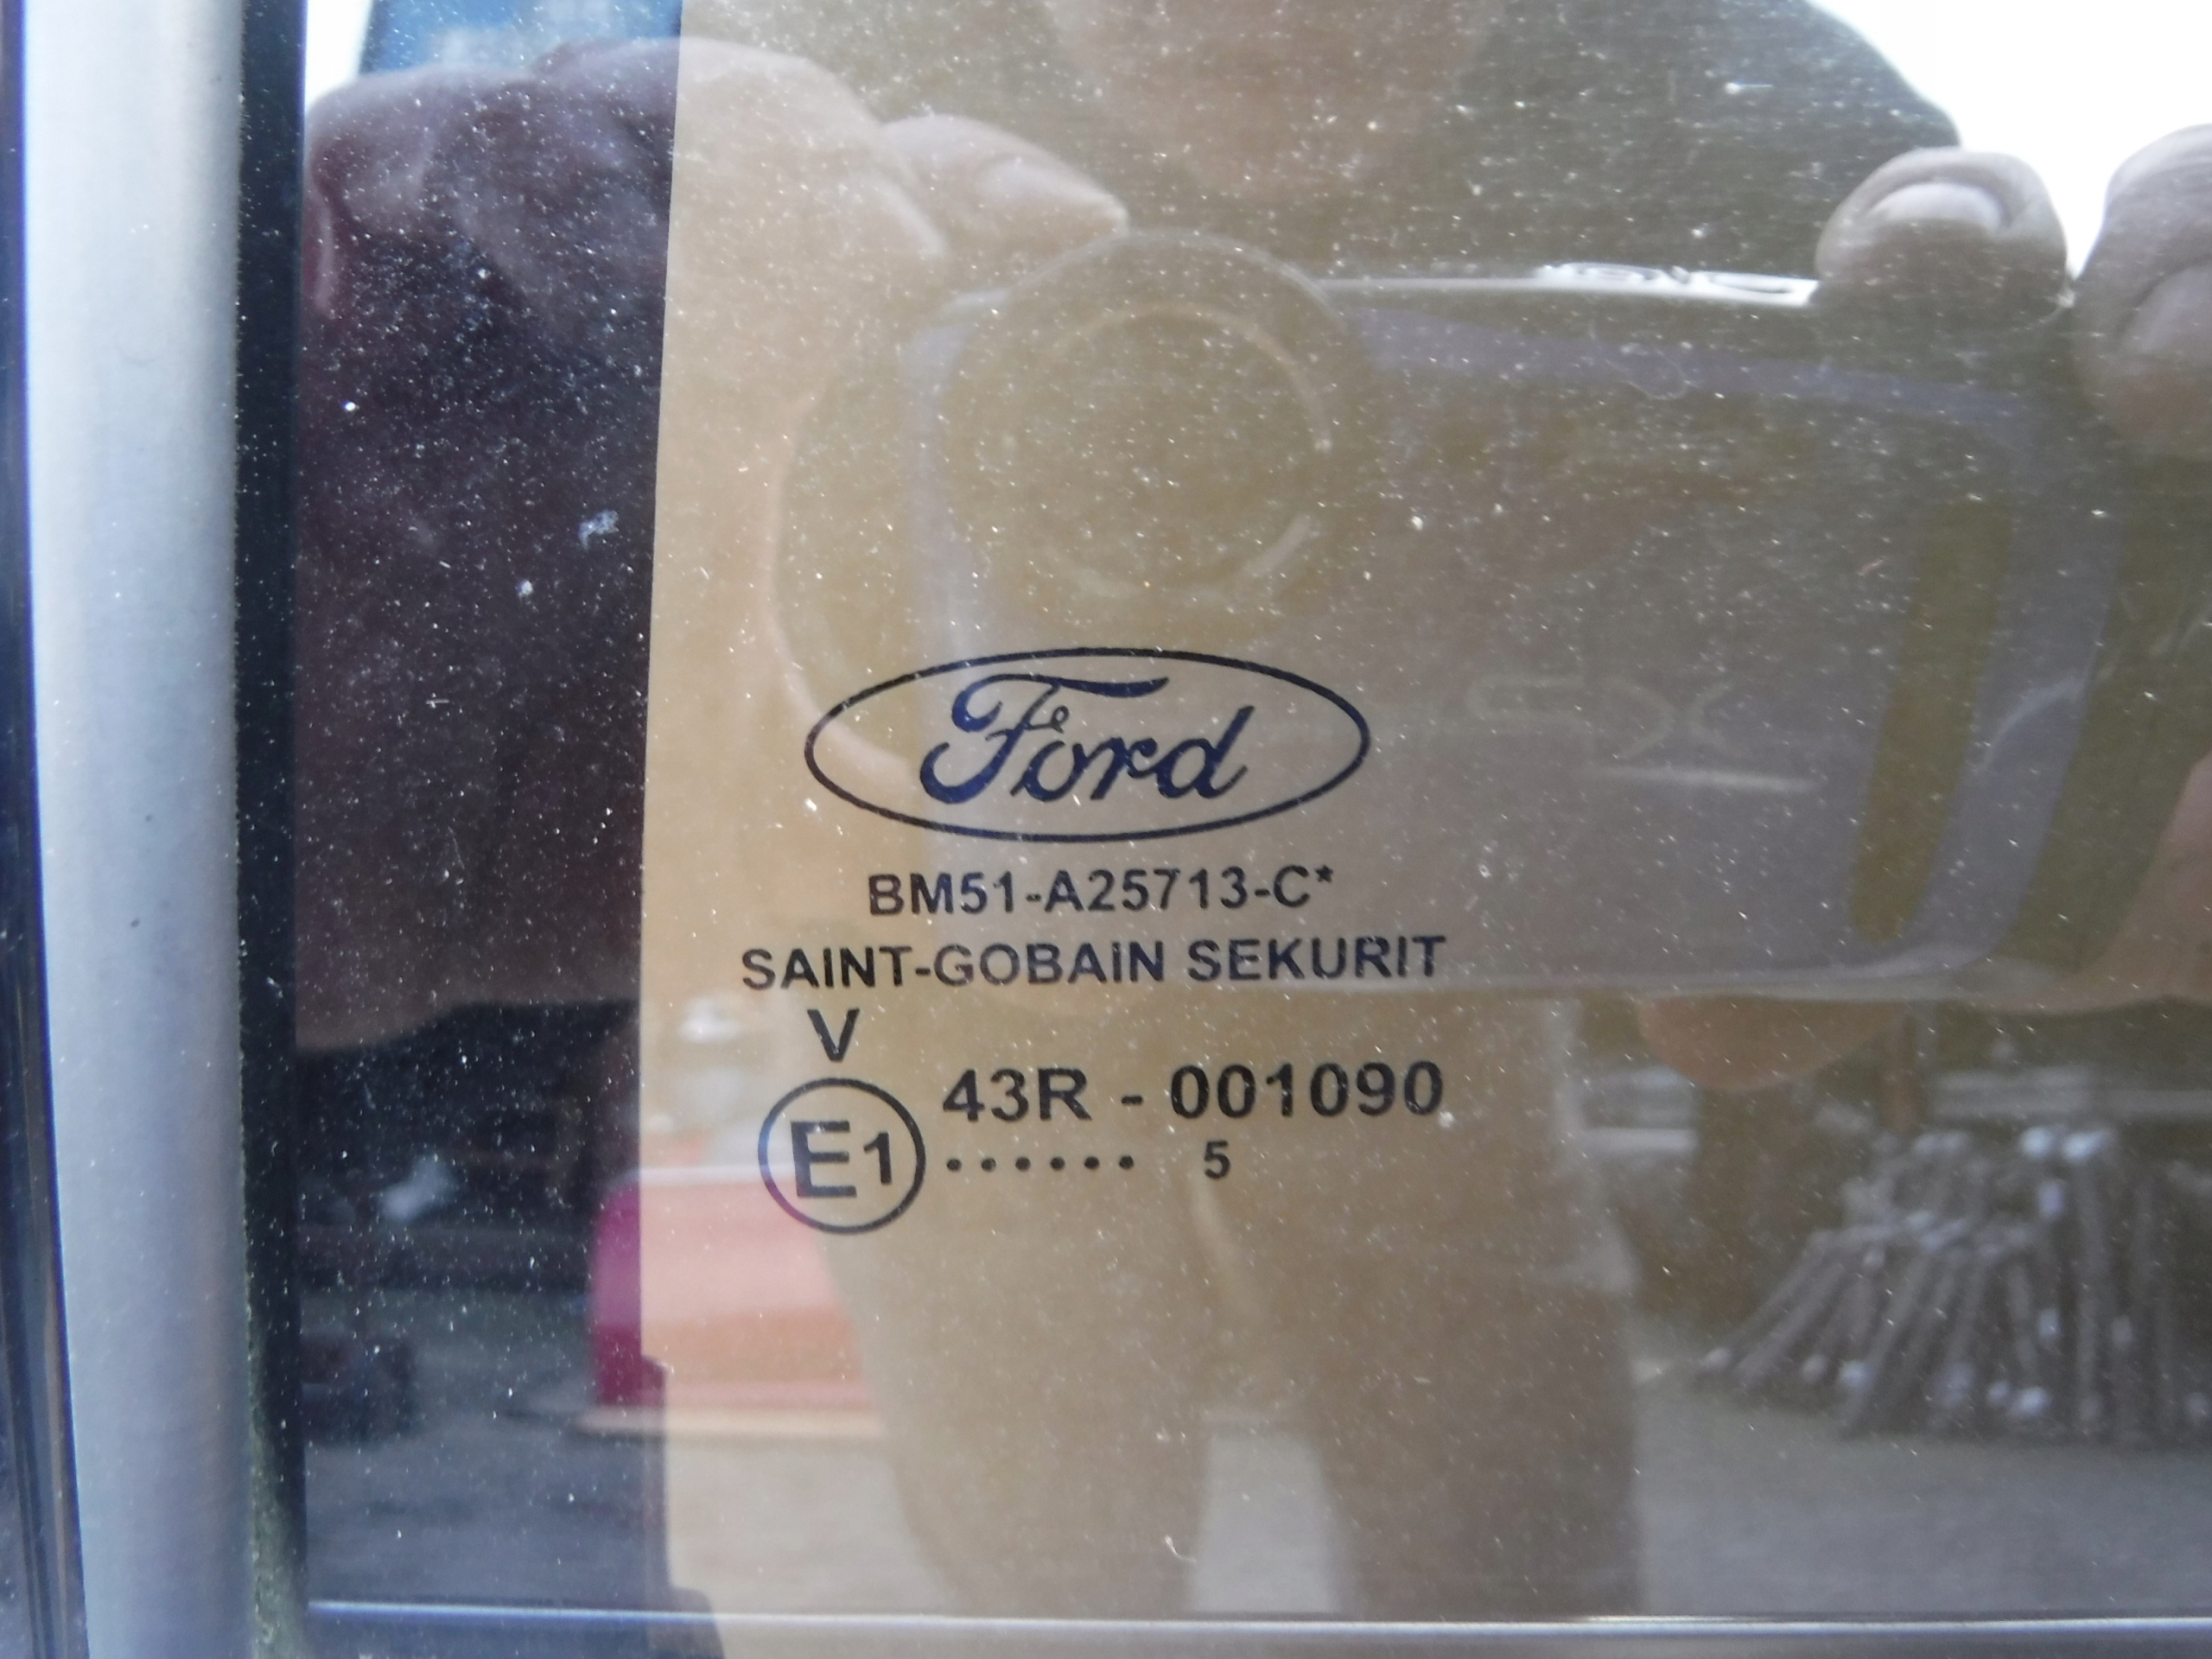 Ford
BM51-A25713-C*
SAINT-GOBAIN SEKURIT
V
43R - 001090
E1 ...... 5